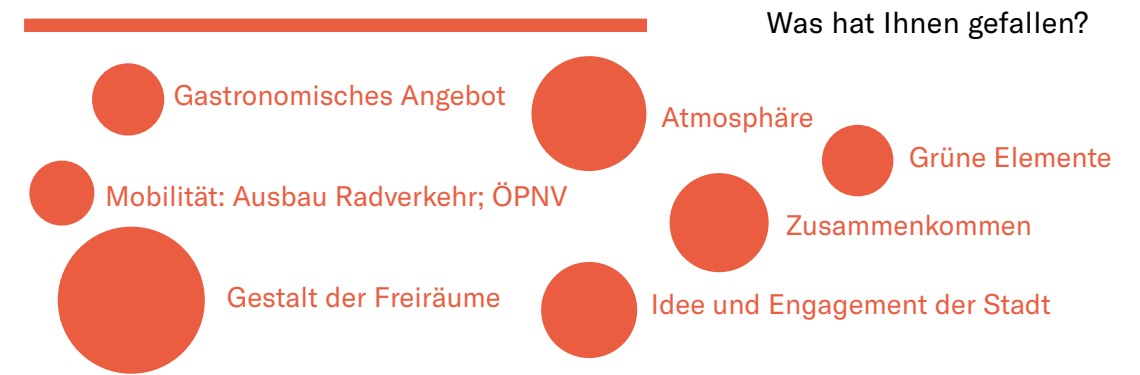 Was hat Ihnen gefallen?
Gastronomisches Angebot
Atmosphäre
Grüne Elemente
Mobilität: Ausbau Radverkehr; ÖPNV
Zusammenkommen
Gestalt der Freiräume
Idee und Engagement der Stadt